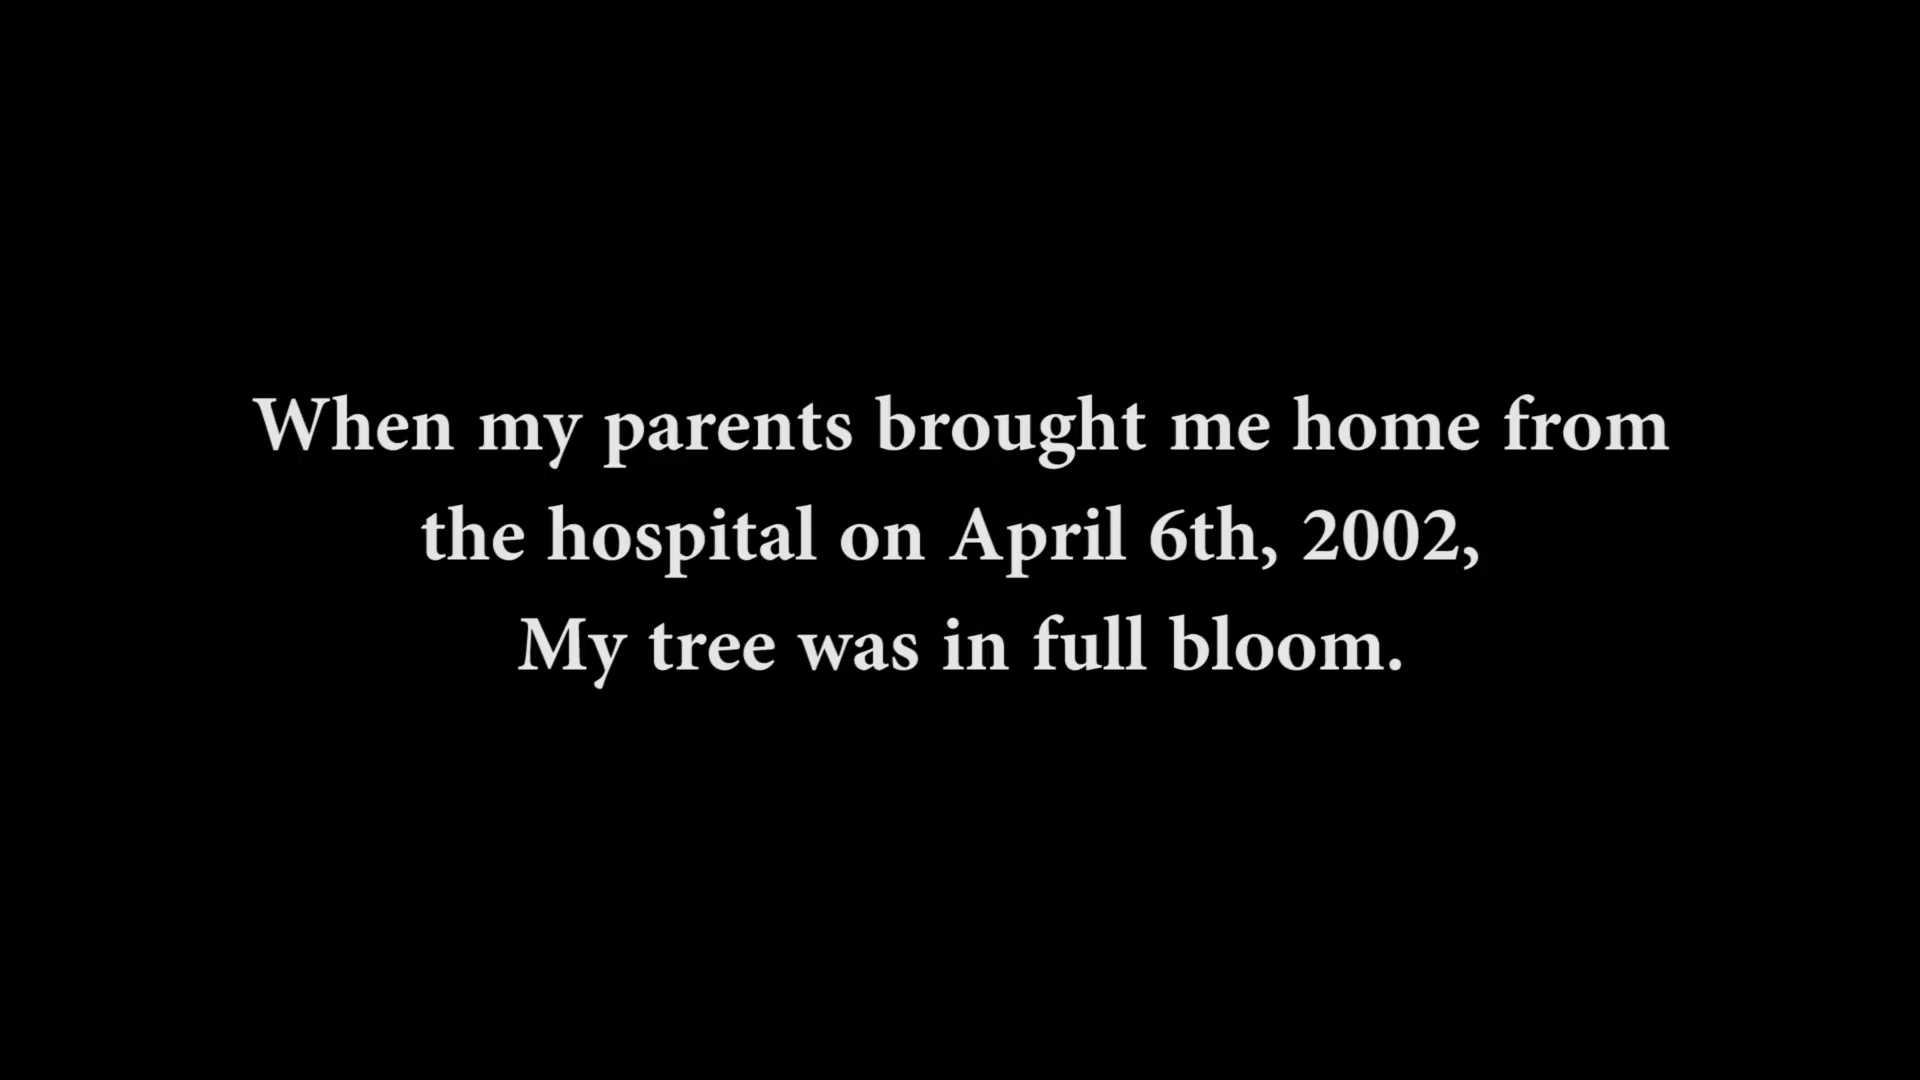 When my parents brought me home from
the hospital on April 6th, 2002,
My tree was in full bloom.